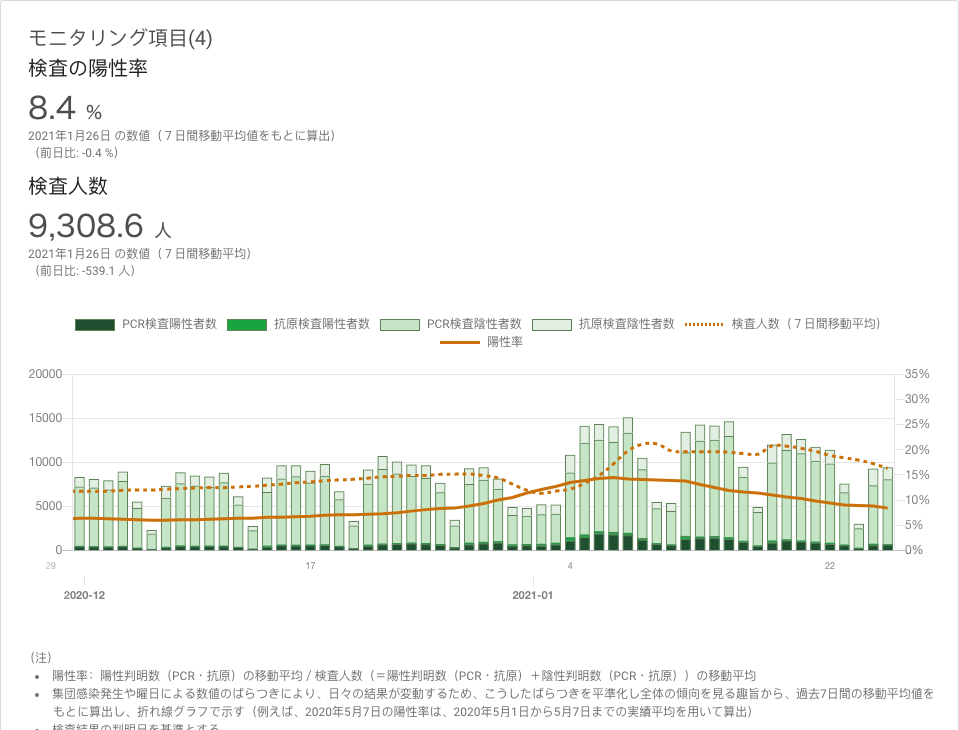 モニタリング項目(4)
検査の陽性率
8.4 %
2021年1月26日 の数値（７日間移動平均値をもとに算出）
（前日比: -0.4 %）
検査人数
9,308.6 人
2021年1月26日 の数値（７日間移動平均）
（前日比: -539.1 人）
PCR検査陽性者数 抗原検査陽性者数 PCR検査陰性者数 抗原検査陰性者数 検査人数（７日間移動平均）
陽性率
20000 35%
30%
15000 25%
20%
10000 15%
10%
5000 5%
0 0%
29 17 4 22
2020-12 2021-01
（注）
陽性率：陽性判明数（PCR・抗原）の移動平均 / 検査人数（＝陽性判明数（PCR・抗原）＋陰性判明数（PCR・抗原））の移動平均
集団感染発生や曜日による数値のばらつきにより、日々の結果が変動するため、こうしたばらつきを平準化し全体の傾向を見る趣旨から、過去7日間の移動平均値を
もとに算出し、折れ線グラフで示す（例えば、2020年5月7日の陽性率は、2020年5月1日から5月7日までの実績平均を用いて算出）
検査結果の判明日を基準とする